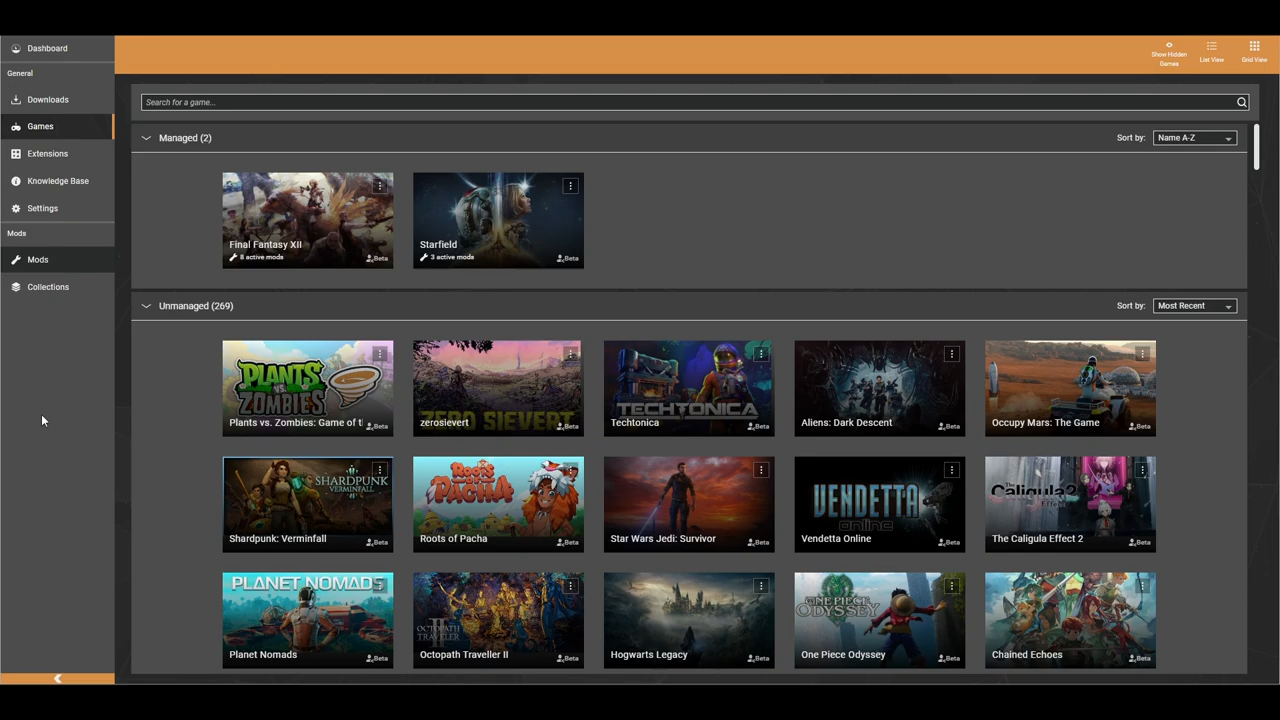 Dashboard
General
Downloads
Games
Extensions
Knowledge Base
Settings
Mods
Mods
Collections
Show Hidden
Games
List View
Grid View
Search for a game...
Managed (2)
Sort by:
Name A-Z
Final Fantasy XII
8 active mods
Beta
Starfield
3 active mods
Beta
Unmanaged (269)
Sort by:
Most Recent
PLANTS
VS.
ZOMBIES
Plants vs. Zombies: Game of t
Beta
ZERO SIEVERT
zerosievert
Beta
TECHTONICA
Techtonica
Beta
Aliens: Dark Descent
Beta
Occupy Mars: The Game
Beta
SHARDPUNK
VERMINFALL
Shardpunk: Verminfall
Beta
Roots
of
PACHA
Roots of Pacha
Beta
Star Wars Jedi: Survivor
Beta
VENDETTA
online
Vendetta Online
Beta
The
Caligula2
Effect
The Caligula Effect 2
Beta
PLANET NOMADS
Planet Nomads
Beta
OCTOPATH
TRAVELER
II
Octopath Traveller II
Beta
Hogwarts Legacy
Beta
ONE PIECE
ODYSSEY
One Piece Odyssey
Beta
Chained Echoes
Beta